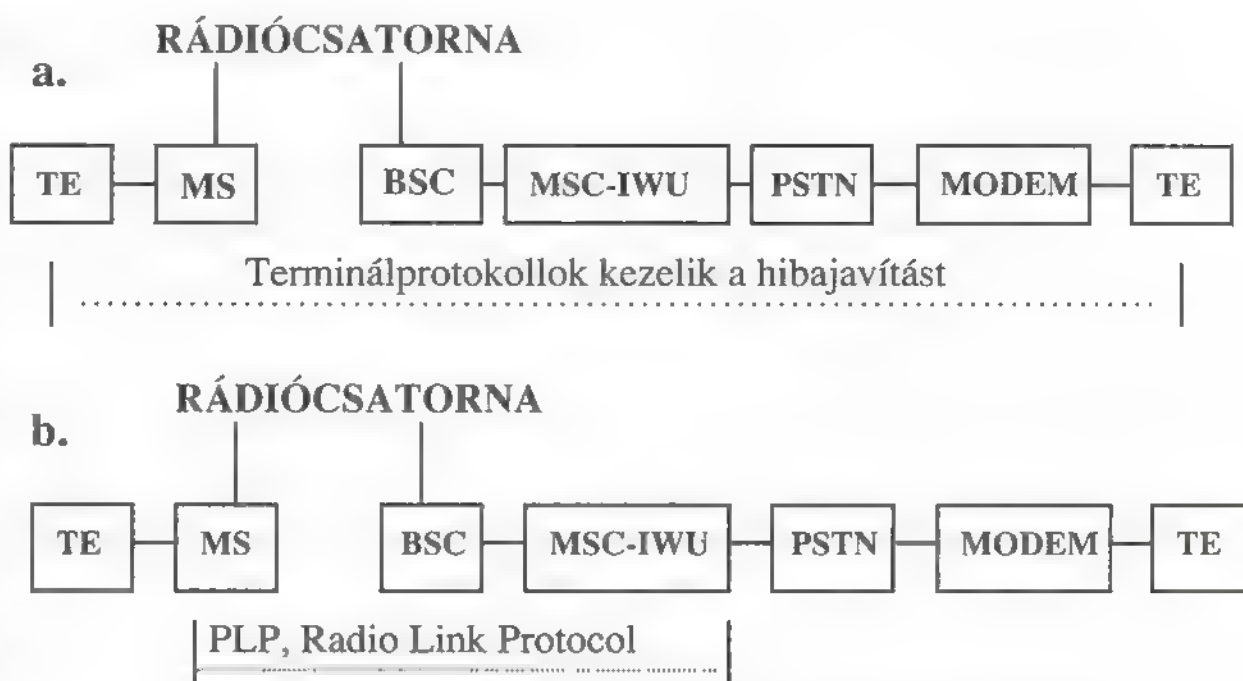 RÁDIÓCSATORNA
a.
TE MS BSC MSC-IWU PSTN MODEM TE
Terminálprotokollok kezelik a hibajavítást
RÁDIÓCSATORNA
b.
TE MS BSC MSC-IWU PSTN MODEM TE
PLP, Radio Link Protocol